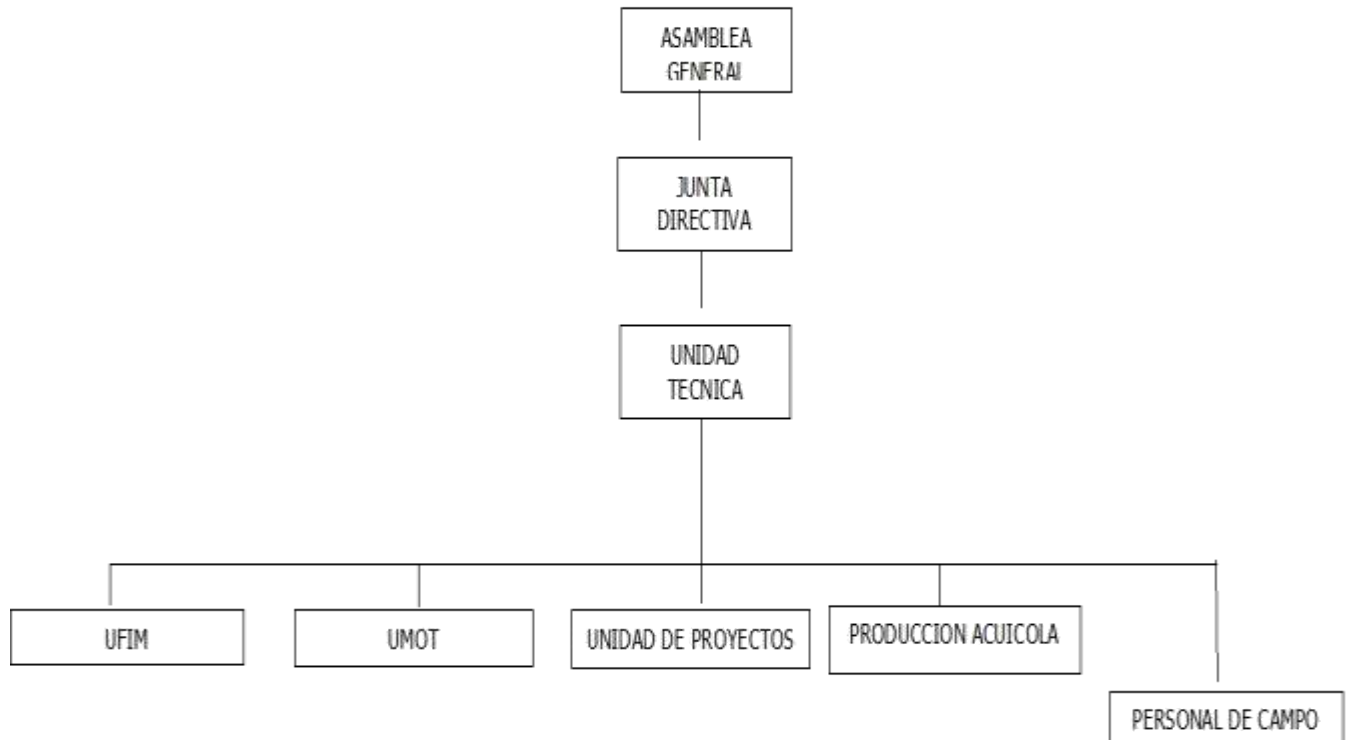 ASAMBLEA
GENERAL
JUNTA
DIRECTIVA
UNIDAD
TECNICA
UFIM
UMOT
UNIDAD DE PROYECTOS
PRODUCCION ACUICOLA
PERSONAL DE CAMPO